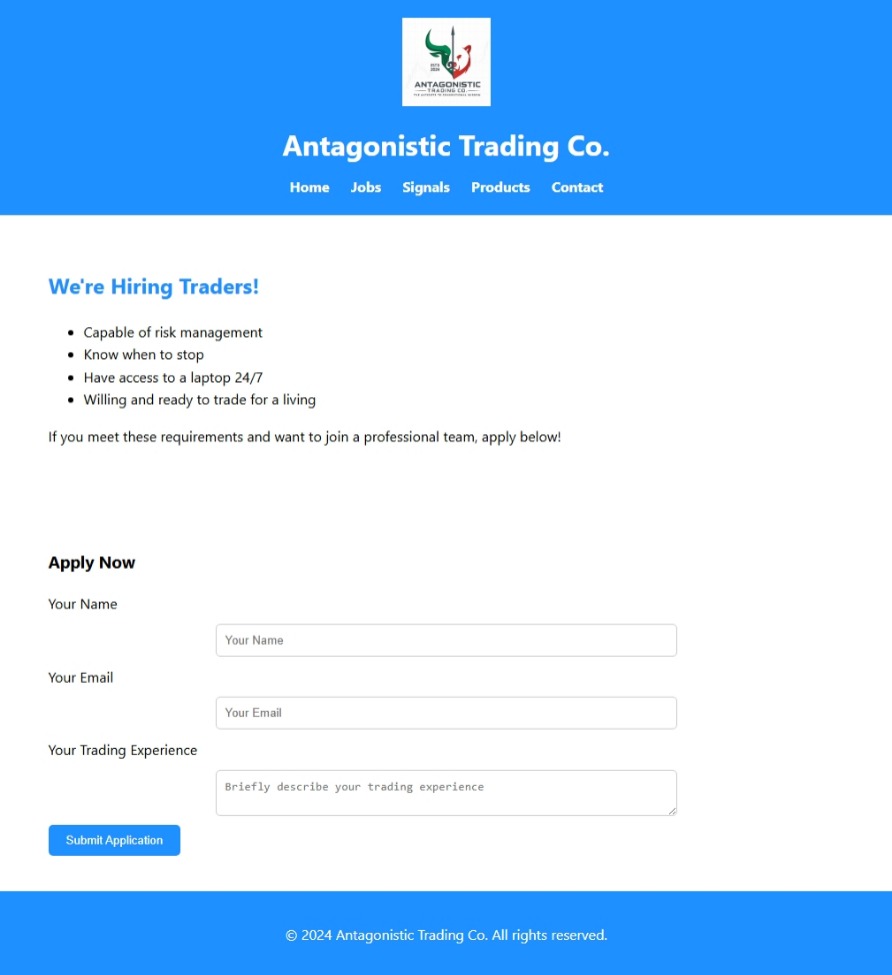 ESTD
2024
ANTAGONISTIC
TRADING CO.
Antagonistic Trading Co.
Home Jobs Signals Products Contact
We're Hiring Traders!
• Capable of risk management
• Know when to stop
• Have access to a laptop 24/7
• Willing and ready to trade for a living
If you meet these requirements and want to join a professional team, apply below!
Apply Now
Your Name
Your Name
Your Email
Your Email
Your Trading Experience
Briefly describe your trading experience
Submit Application
© 2024 Antagonistic Trading Co. All rights reserved.